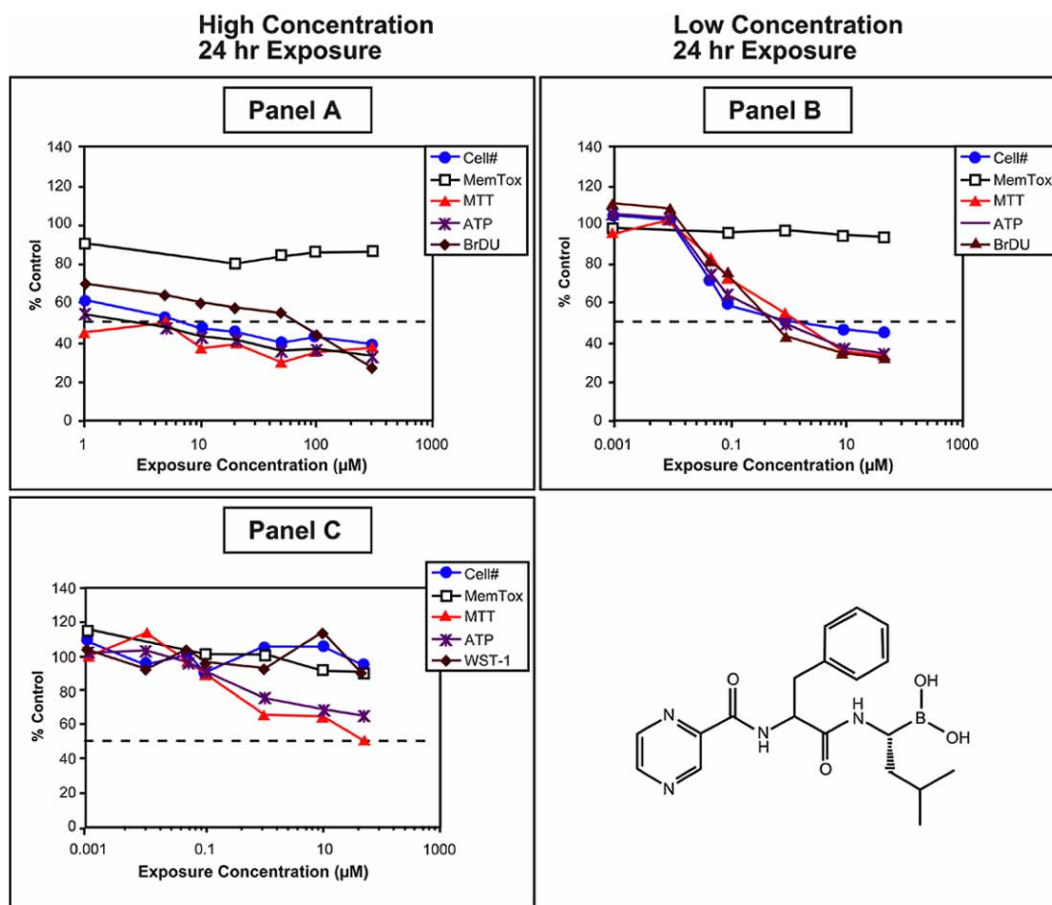 High Concentration
24 hr Exposure
Low Concentration
24 hr Exposure
Panel A
140
120
100
80
60
40
20
0
% Control
1
10
100
1000
Exposure Concentration (µM)
Cell#
MemTox
MTT
ATP
BrDU
Panel B
140
120
100
80
60
40
20
0
% Control
0.001
0.1
10
1000
Exposure Concentration (µM)
Cell#
MemTox
MTT
ATP
BrDU
Panel C
140
120
100
80
60
40
20
0
% Control
0.001
0.1
10
1000
Exposure Concentration (µM)
Cell#
MemTox
MTT
ATP
WST-1
O
N
N
N
H
O
H
N
B
OH
OH